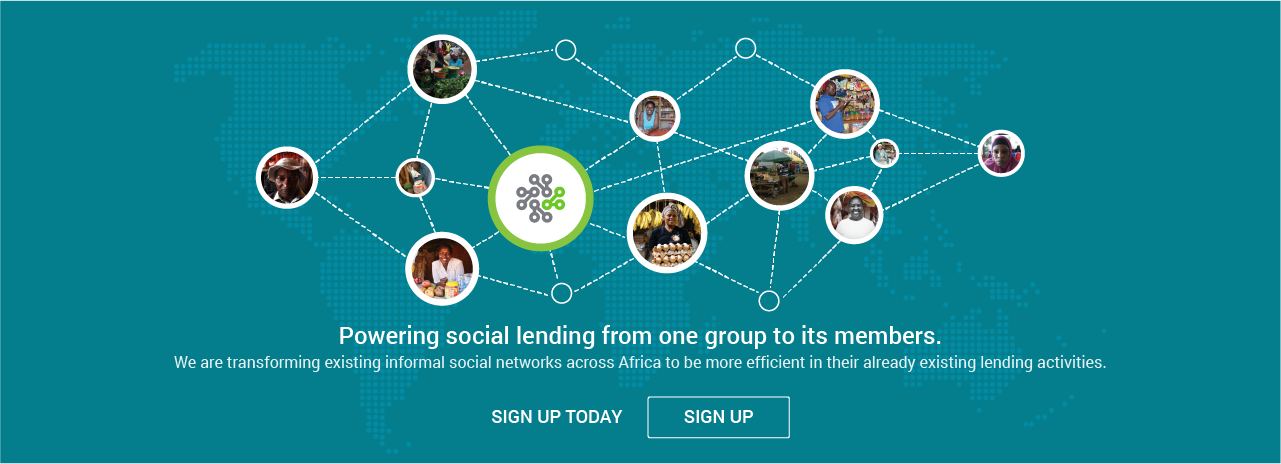 Powering social lending from one group to its members.
We are transforming existing informal social networks across Africa to be more efficient in their already existing lending activities.
SIGN UP TODAY SIGN UP